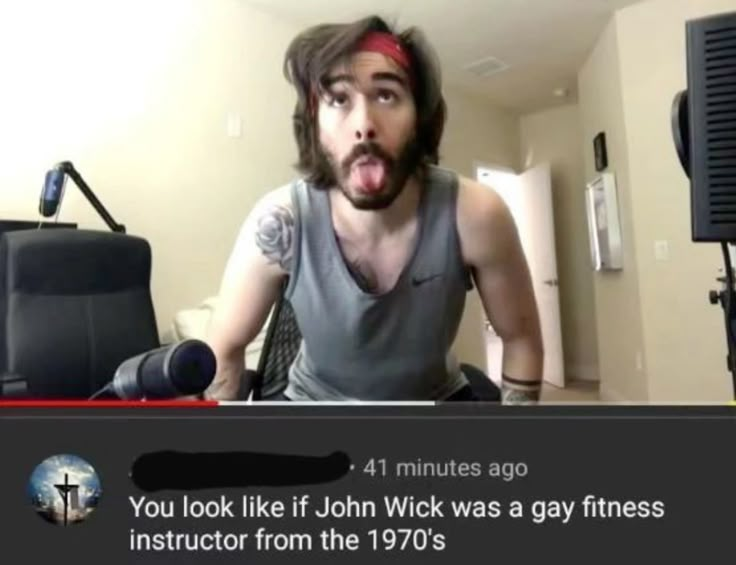 · 41 minutes ago
You look like if John Wick was a gay fitness
instructor from the 1970's